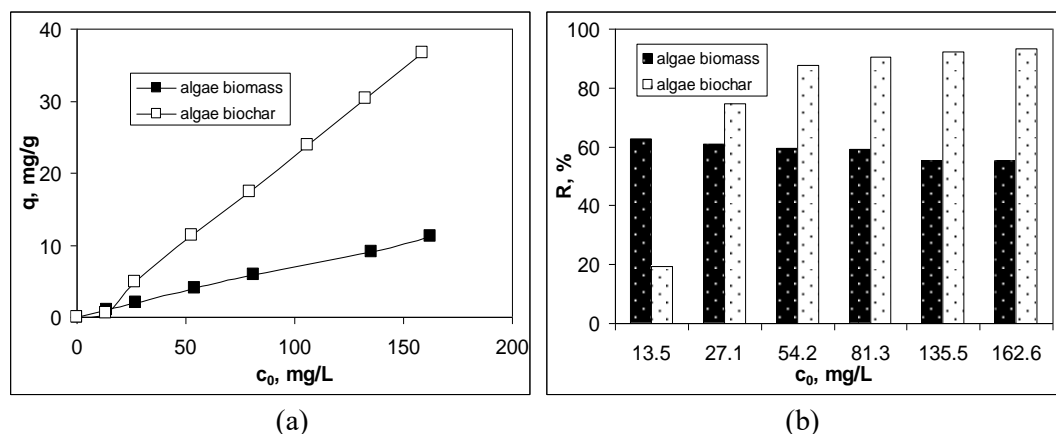 40
30
20
10
0
0
50
100
150
200
q, mg/g
c₀, mg/L
algae biomass
algae biochar
(a)
100
80
60
40
20
0
13.5
27.1
54.2
81.3
135.5
162.6
R, %
c₀, mg/L
algae biomass
algae biochar
(b)